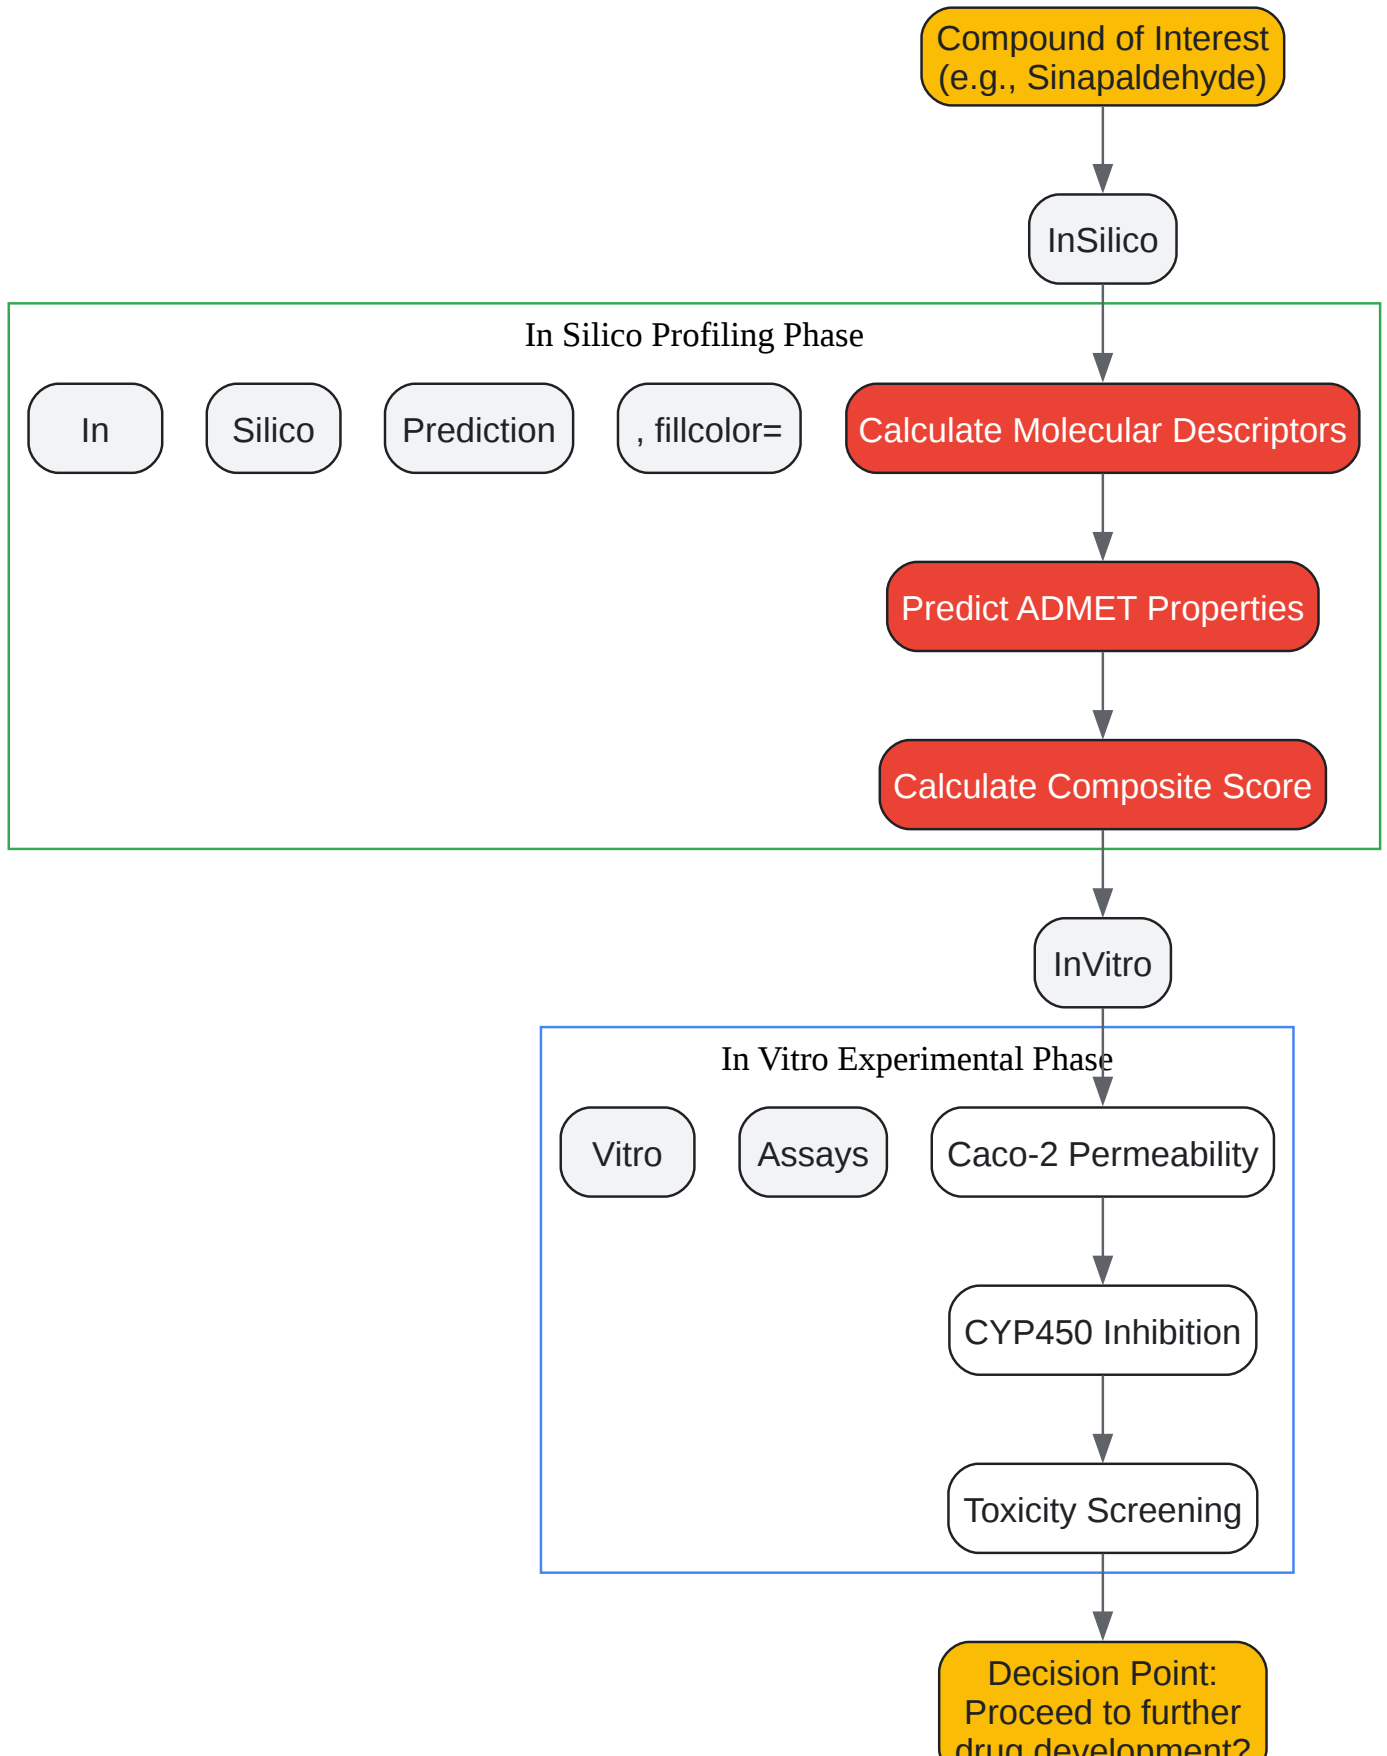 Compound of Interest
(e.g., Sinapaldehyde)
InSilico
In Silico Profiling Phase
In
Silico
Prediction
, fillcolor=
Calculate Molecular Descriptors
Predict ADMET Properties
Calculate Composite Score
InVitro
In Vitro Experimental Phase
Vitro
Assays
Caco-2 Permeability
CYP450 Inhibition
Toxicity Screening
Decision Point:
Proceed to further
drug development?